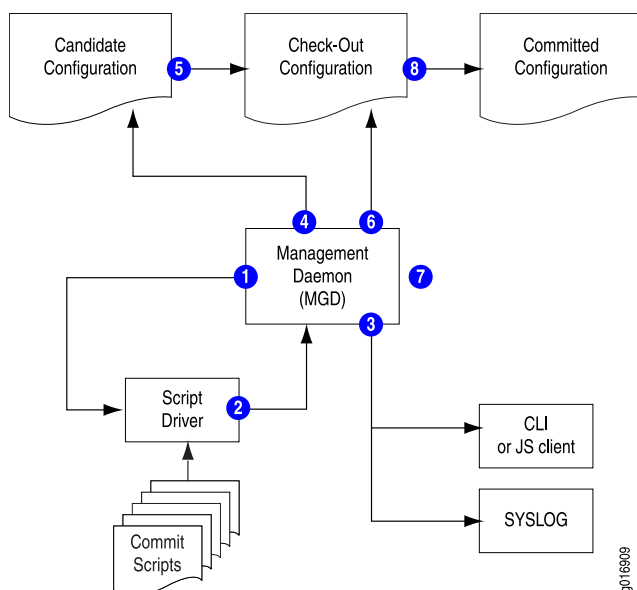 Candidate
Configuration
5
Check-Out
Configuration
8
Committed
Configuration
4
6
1
Management
Daemon
(MGD)
7
3
Script
Driver
2
CLI
or JS client
SYSLOG
Commit
Scripts
g016909